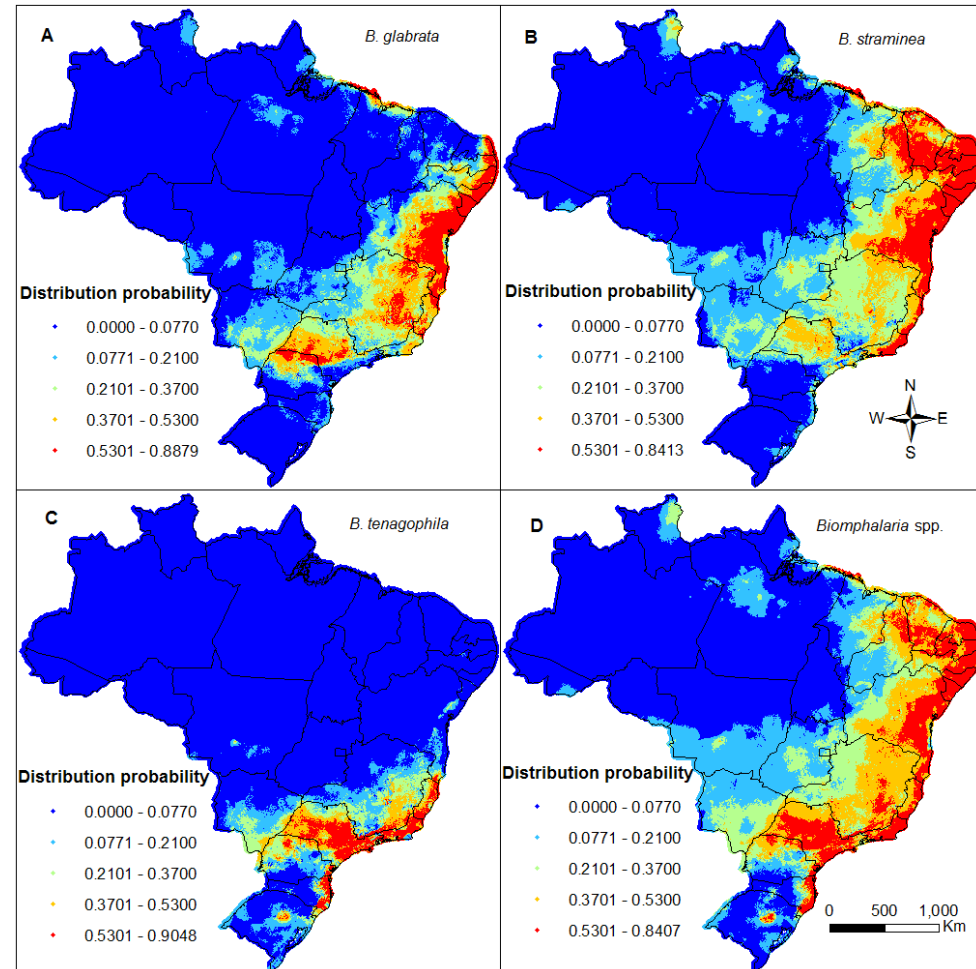 A
B. glabrata
Distribution probability
0.0000 - 0.0770
0.0771 - 0.2100
0.2101 - 0.3700
0.3701 - 0.5300
0.5301 - 0.8879
B
B. straminea
Distribution probability
0.0000 - 0.0770
0.0771 - 0.2100
0.2101 - 0.3700
0.3701 - 0.5300
0.5301 - 0.8413
N
W E
S
C
B. tenagophila
Distribution probability
0.0000 - 0.0770
0.0771 - 0.2100
0.2101 - 0.3700
0.3701 - 0.5300
0.5301 - 0.9048
D
Biomphalaria spp.
Distribution probability
0.0000 - 0.0770
0.0771 - 0.2100
0.2101 - 0.3700
0.3701 - 0.5300
0.5301 - 0.8407
0 500 1,000
Km